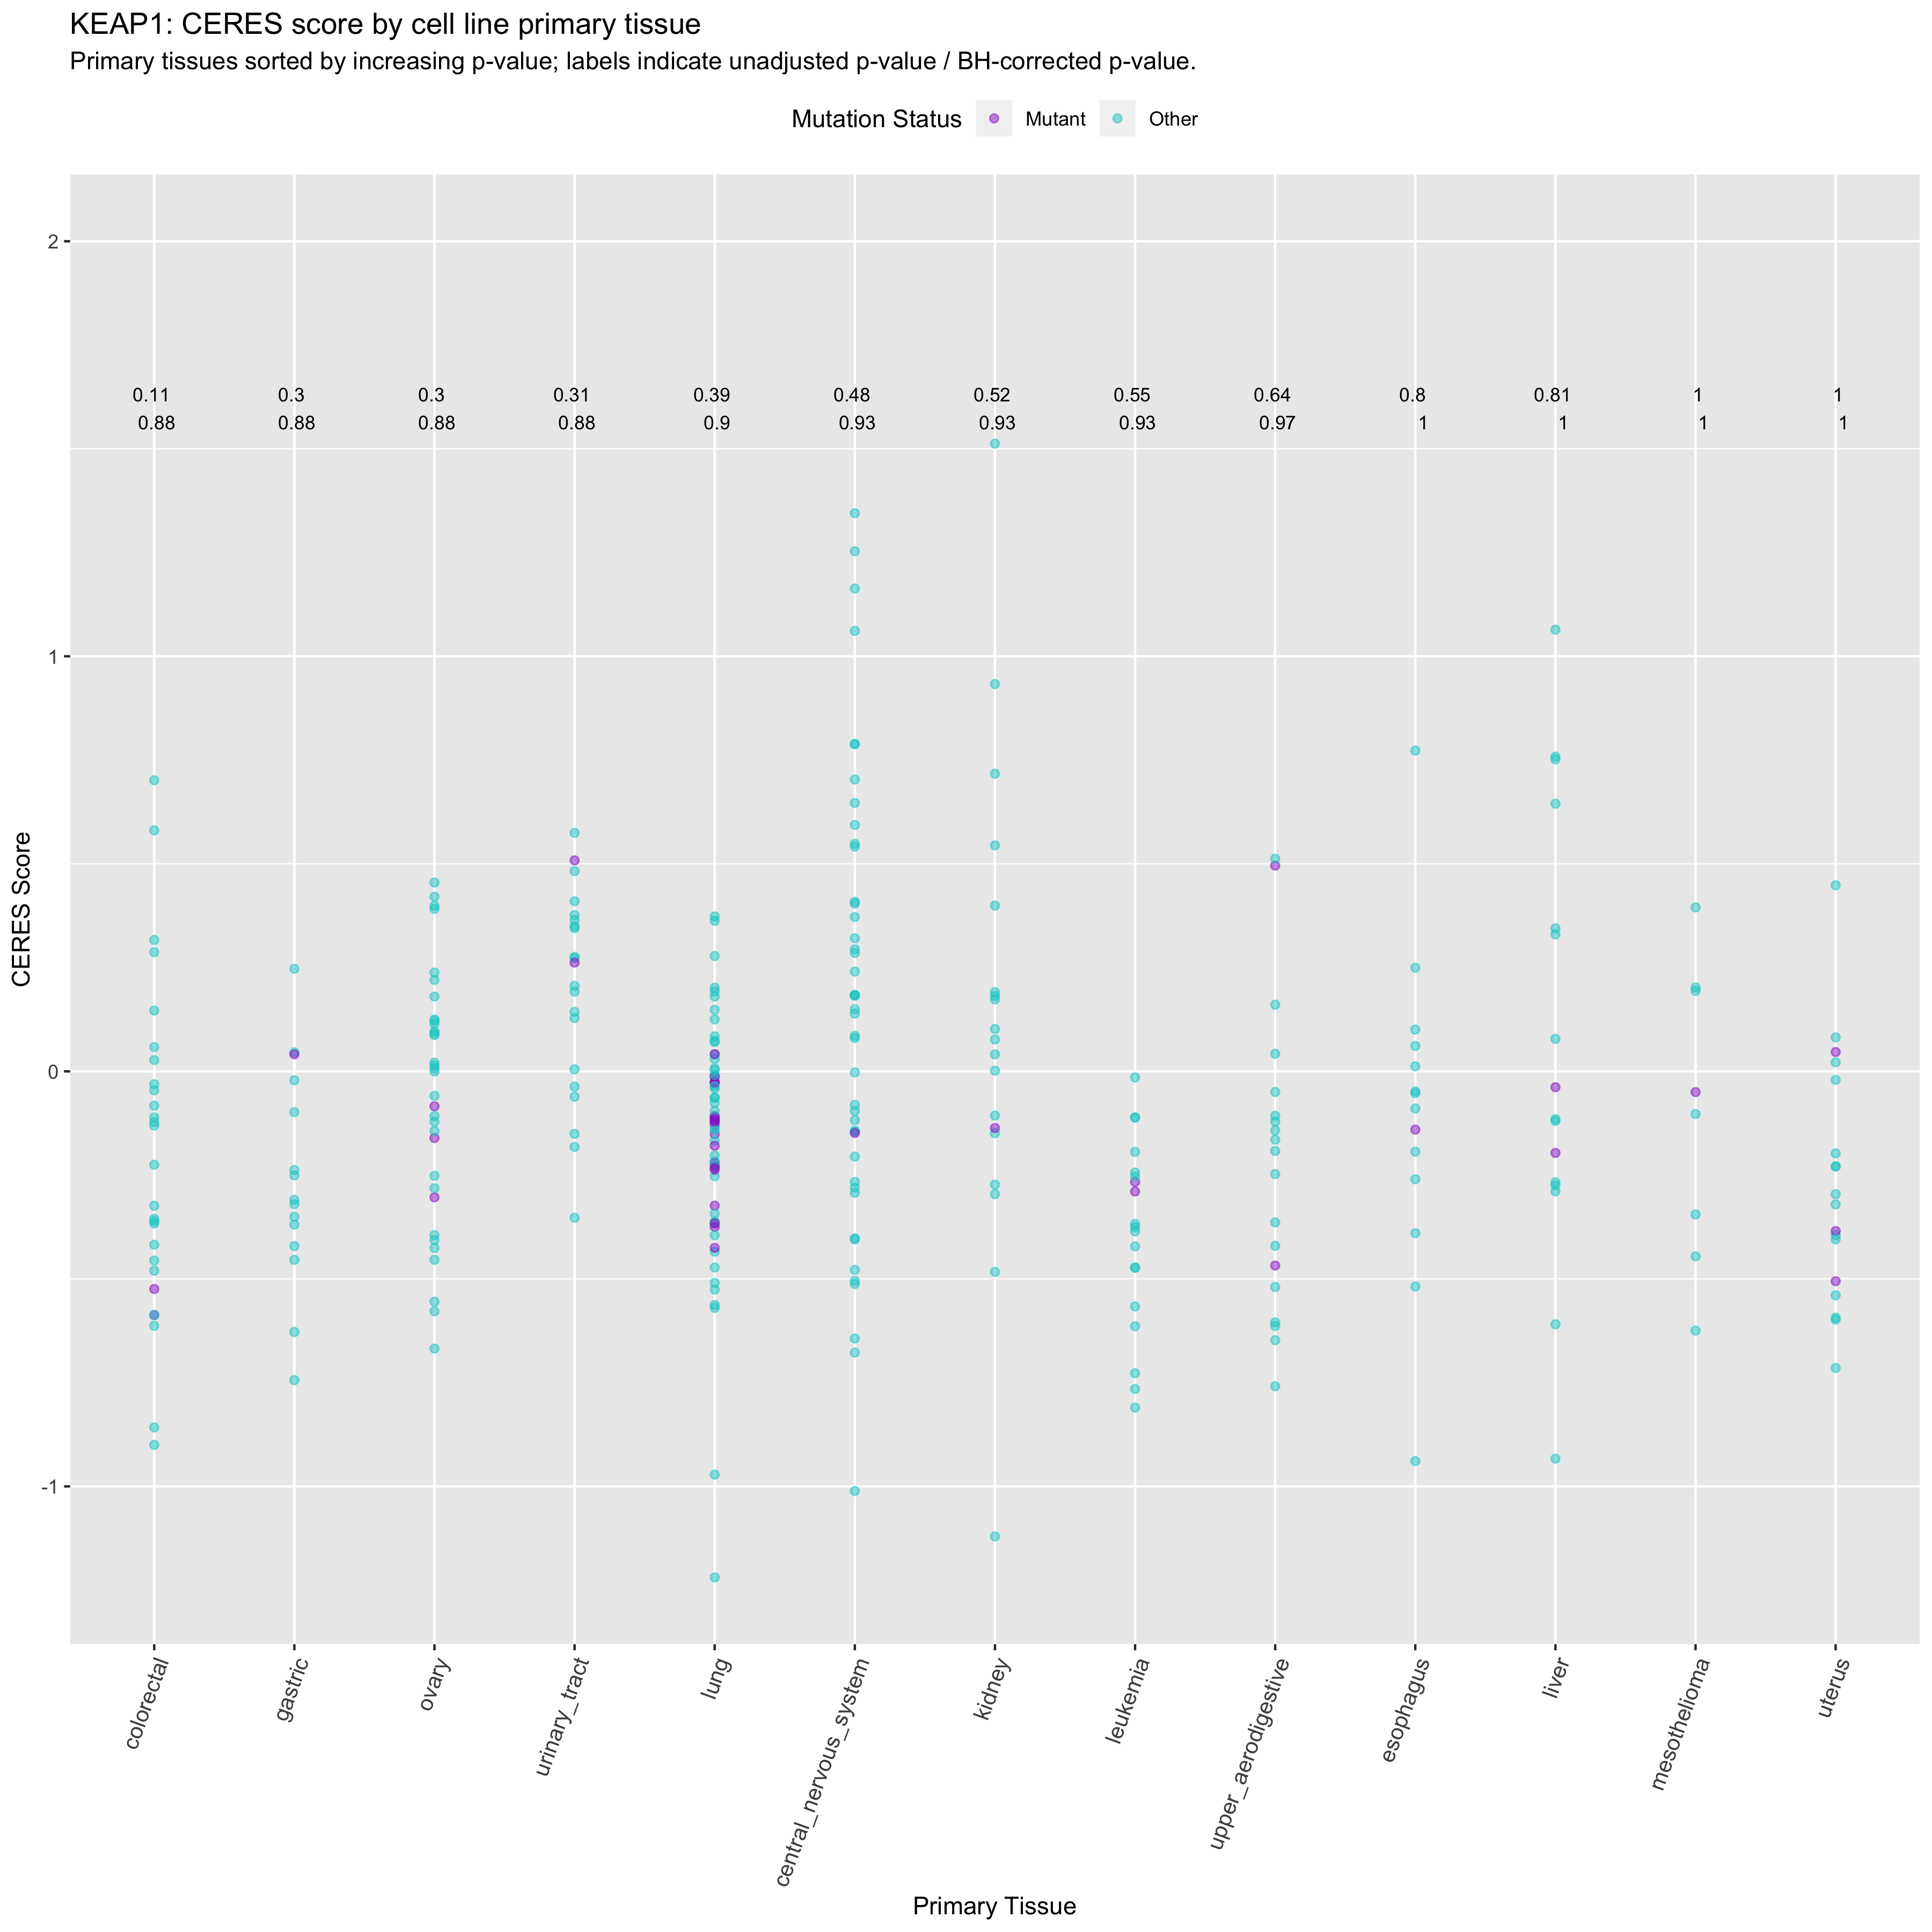 KEAP1: CERES score by cell line primary tissue
Primary tissues sorted by increasing p-value; labels indicate unadjusted p-value / BH-corrected p-value.
Mutation Status Mutant Other
2
0.11 0.3 0.3 0.31 0.39 0.48 0.52 0.55 0.64 0.8 0.81 1 1
0.88 0.88 0.88 0.88 0.9 0.93 0.93 0.93 0.97 1 1 1 1
1
CERES Score
0
-1
colorectal gastric ovary urinary_tract lung central_nervous_system kidney leukemia upper_aerodigestive esophagus liver mesothelioma uterus
Primary Tissue